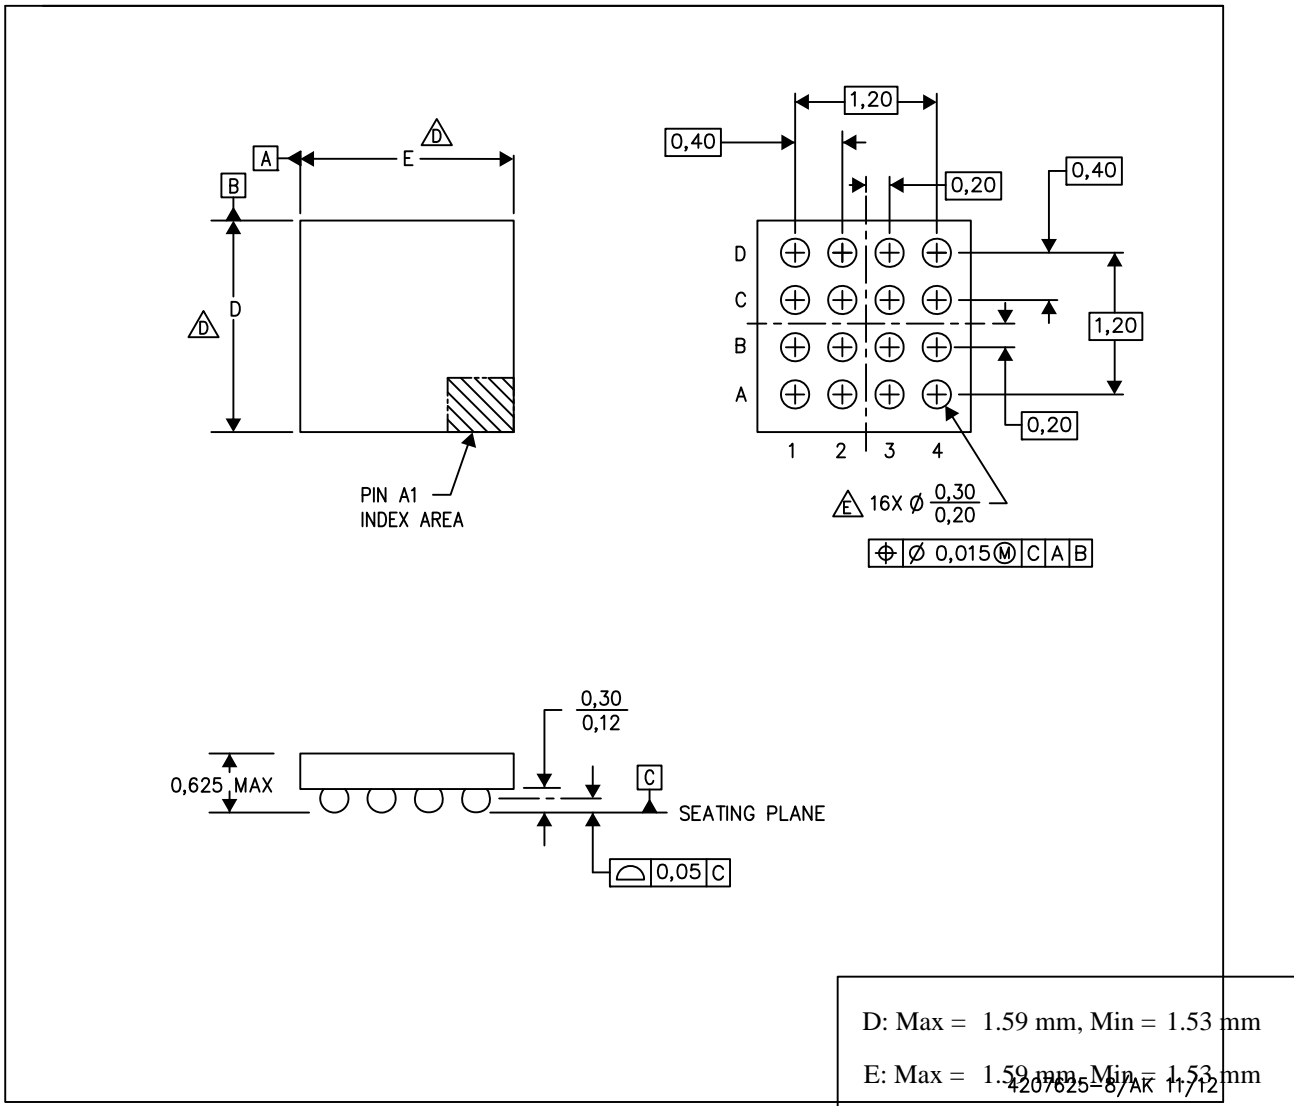 1,20
0,40
D
A
E
0,40
B
0,20
D
C
B
A
D
D
1,20
0,20
1 2 3 4
PIN A1
INDEX AREA
E 16X Ø 0,30
0,20
⌖ Ø 0,015 Ⓜ C A B
0,30
0,12
0,625 MAX
C
SEATING PLANE
⌓ 0,05 C
D: Max = 1.59 mm, Min = 1.53 mm
E: Max = 1.59 mm, Min = 1.53 mm
4207625-8/AK 11/12